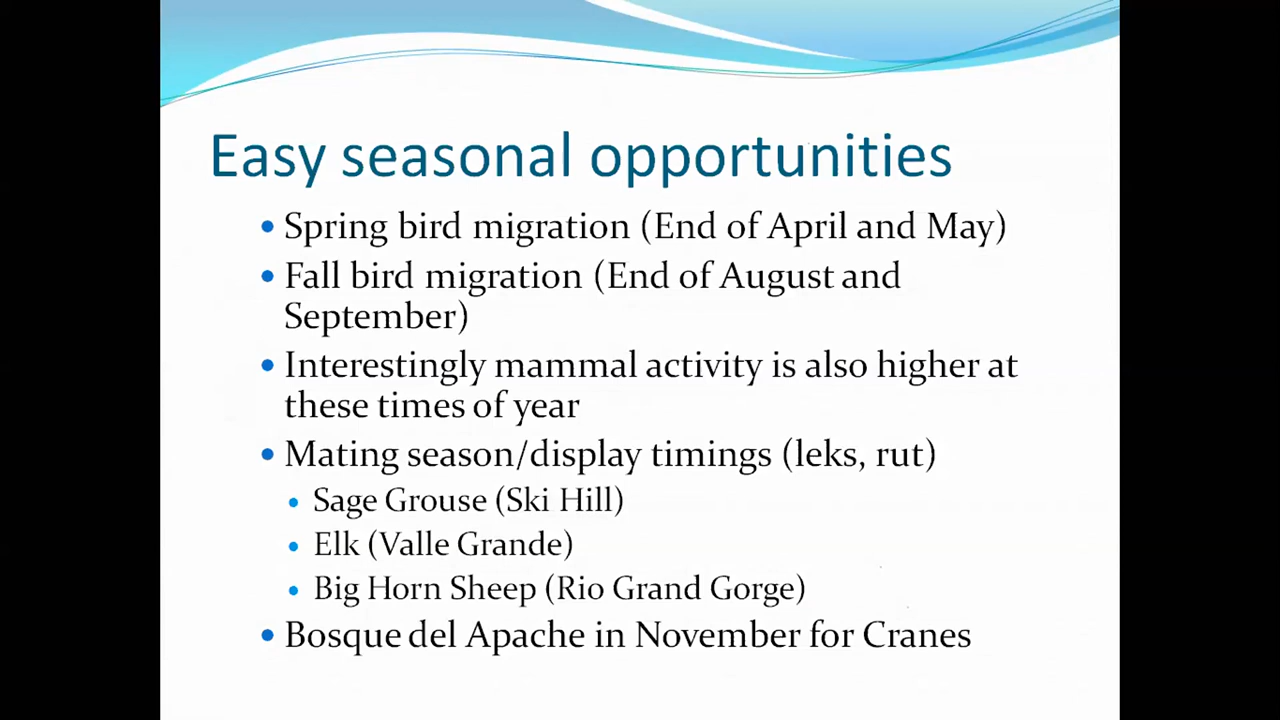 Easy seasonal opportunities
• Spring bird migration (End of April and May)
• Fall bird migration (End of August and
September)
• Interestingly mammal activity is also higher at
these times of year
• Mating season/display timings (leks, rut)
• Sage Grouse (Ski Hill)
• Elk (Valle Grande)
• Big Horn Sheep (Rio Grand Gorge)
• Bosque del Apache in November for Cranes